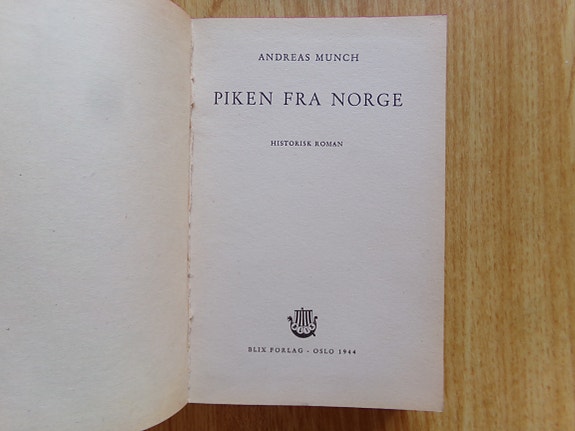 ANDREAS MUNCH
PIKEN FRA NORGE
HISTORISK ROMAN
BLIX FORLAG - OSLO 1944